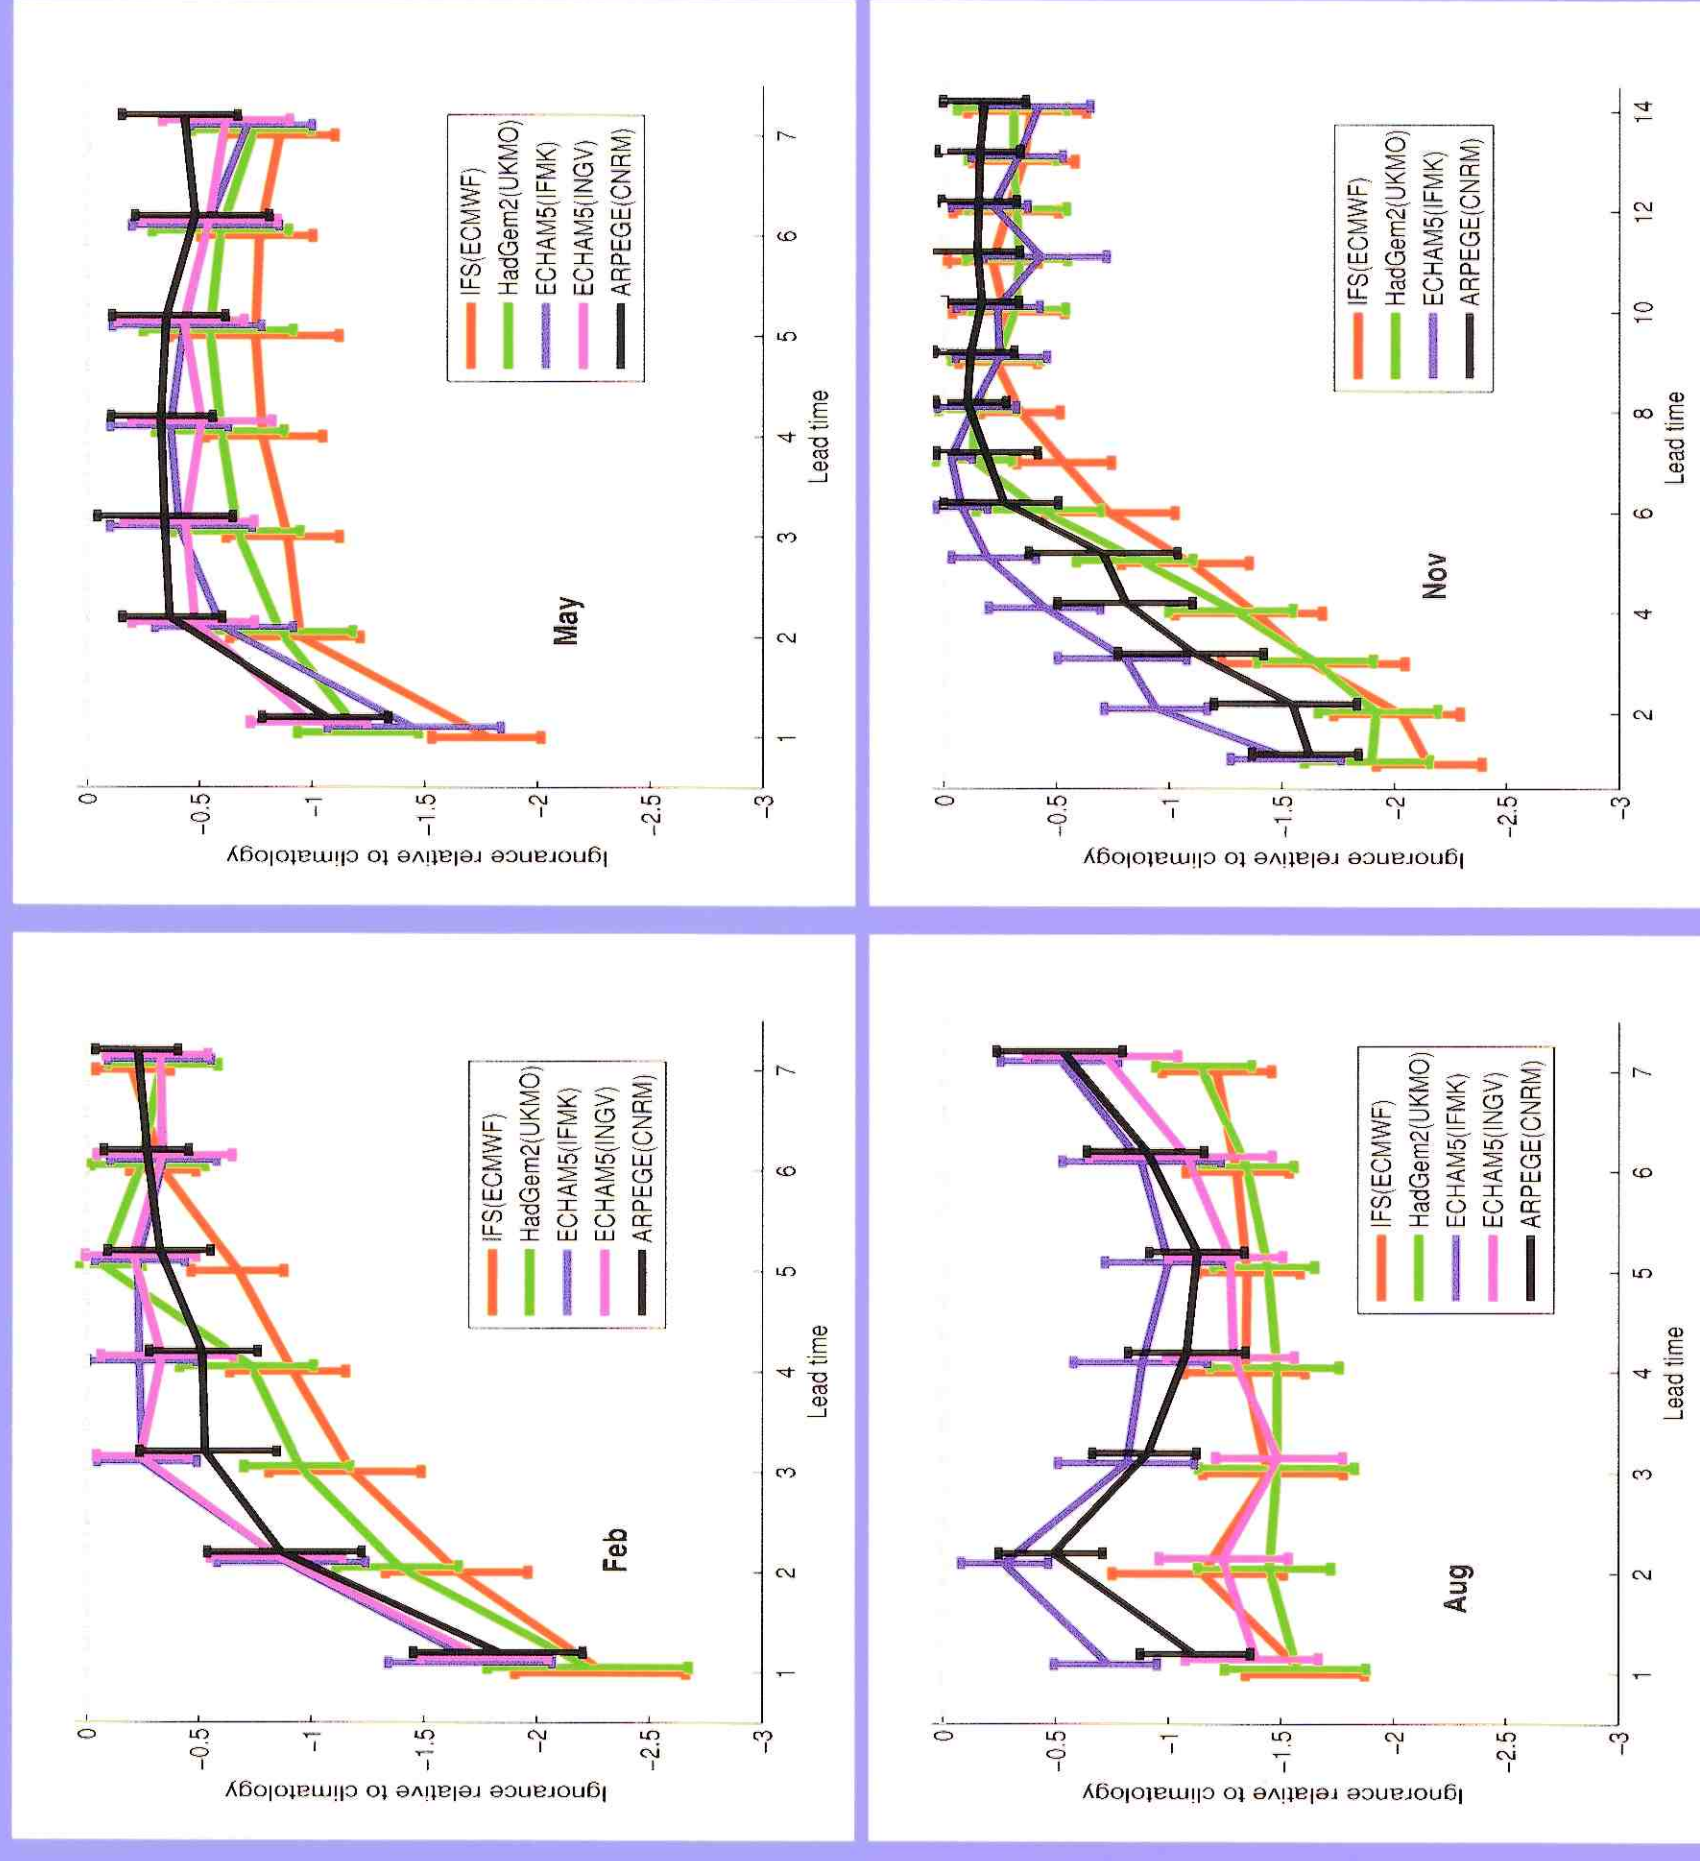 0
−0.5
−1
−1.5
−2
−2.5
−3
Ignorance relative to climatology
1 2 3 4 5 6 7
Lead time
Feb
IFS(ECMWF)
HadGem2(UKMO)
ECHAM5(IFMK)
ECHAM5(INGV)
ARPEGE(CNRM)
0
−0.5
−1
−1.5
−2
−2.5
−3
Ignorance relative to climatology
1 2 3 4 5 6 7
Lead time
May
IFS(ECMWF)
HadGem2(UKMO)
ECHAM5(IFMK)
ECHAM5(INGV)
ARPEGE(CNRM)
0
−0.5
−1
−1.5
−2
−2.5
−3
Ignorance relative to climatology
1 2 3 4 5 6 7
Lead time
Aug
IFS(ECMWF)
HadGem2(UKMO)
ECHAM5(IFMK)
ECHAM5(INGV)
ARPEGE(CNRM)
0
−0.5
−1
−1.5
−2
−2.5
−3
Ignorance relative to climatology
2 4 6 8 10 12 14
Lead time
Nov
IFS(ECMWF)
HadGem2(UKMO)
ECHAM5(IFMK)
ARPEGE(CNRM)